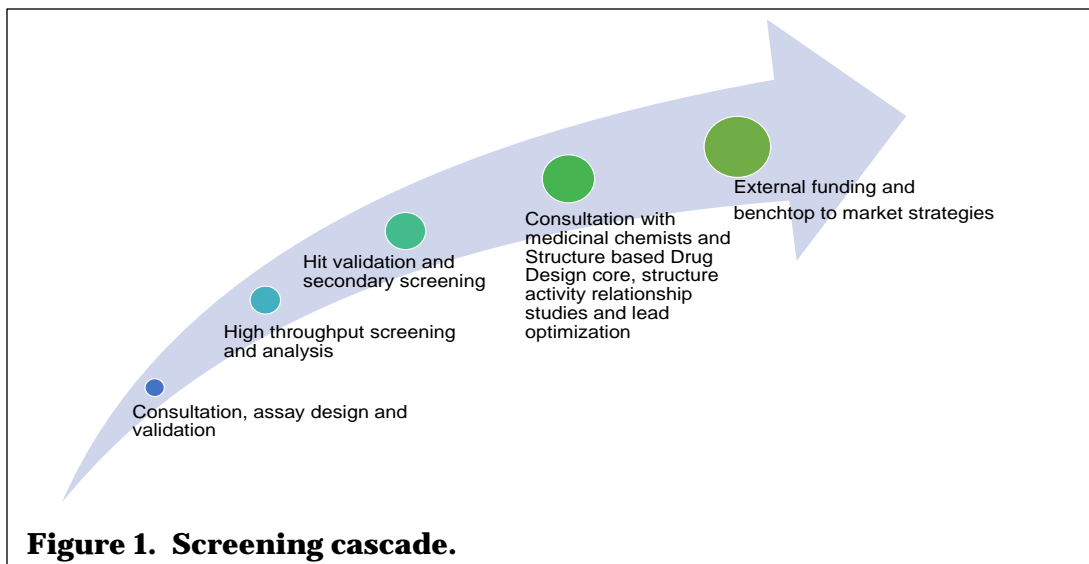 External funding and
benchtop to market strategies
Consultation with
medicinal chemists and
Structure based Drug
Design core, structure
activity relationship
studies and lead
optimization
Hit validation and
secondary screening
High throughput screening
and analysis
Consultation, assay design and
validation
Figure 1. Screening cascade.